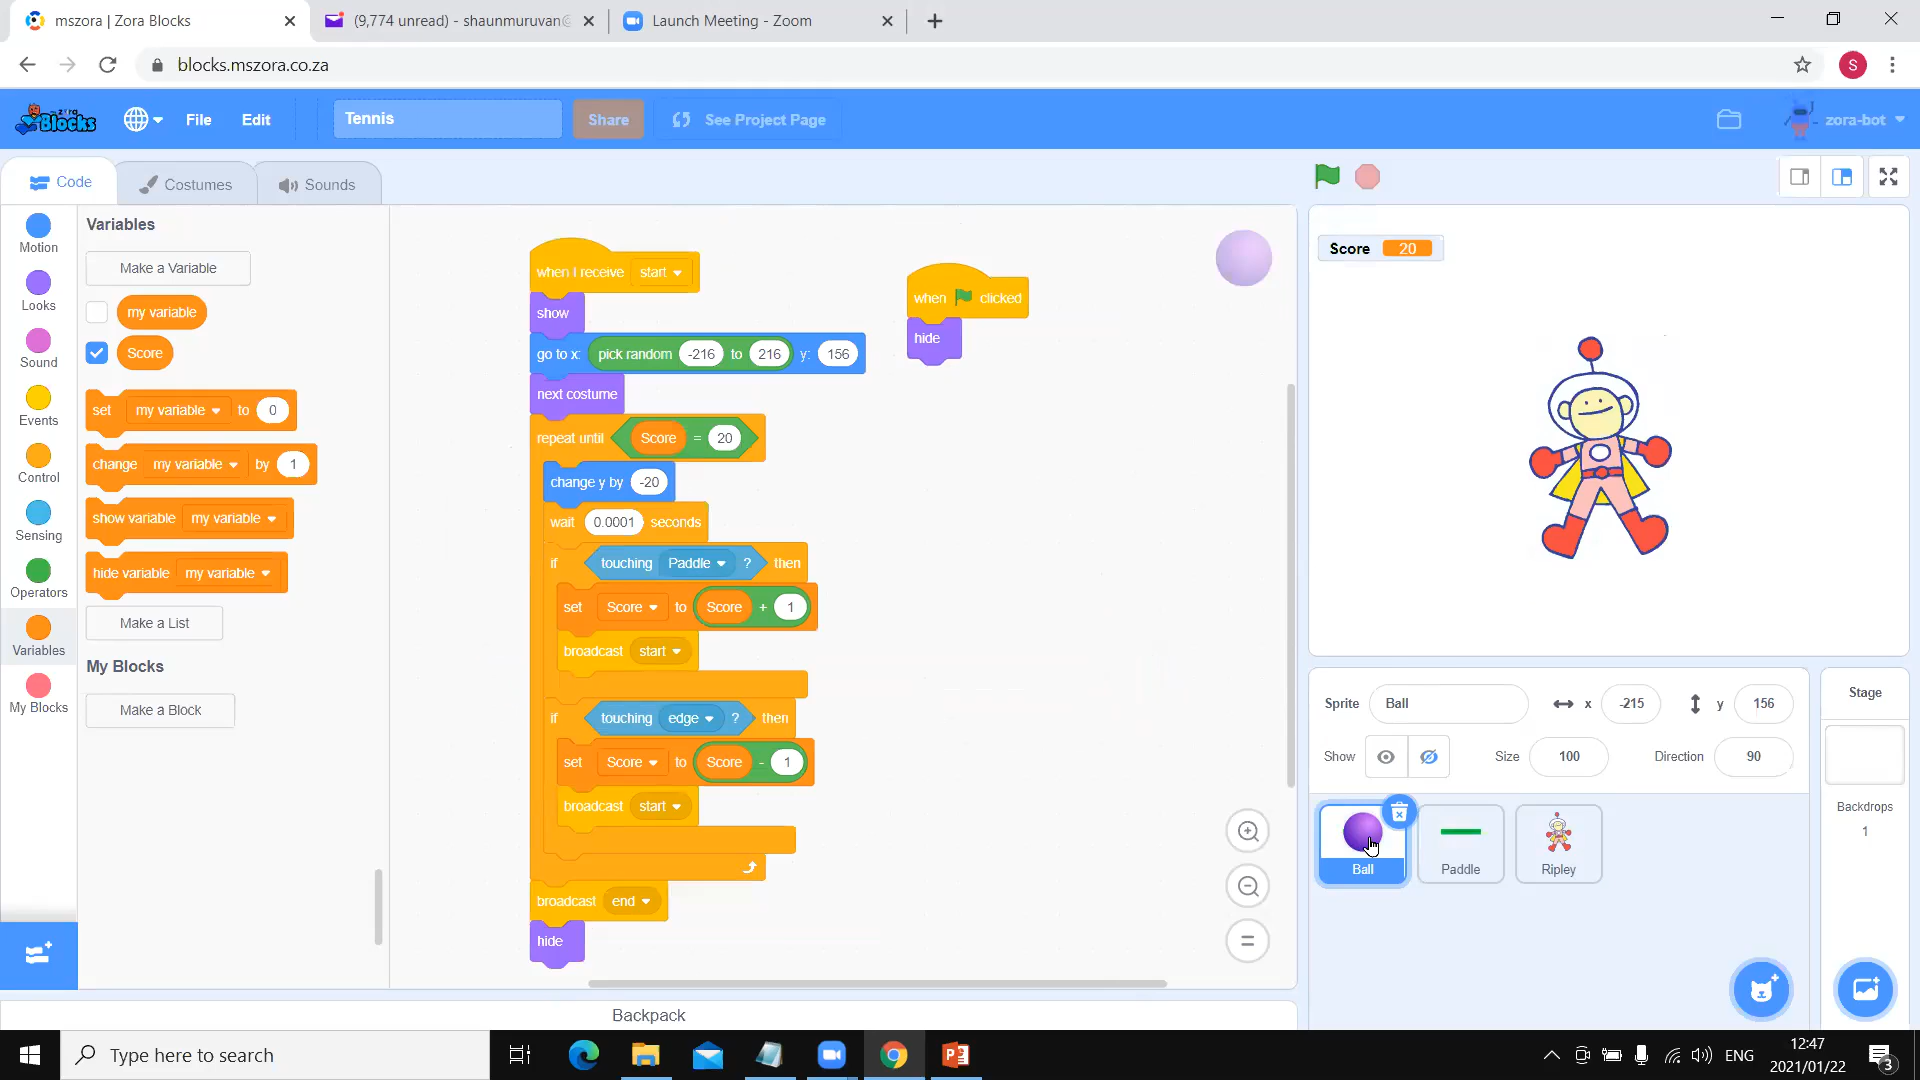 mszora | Zora Blocks
(9,774 unread) - shaunmuruvan@
Launch Meeting - Zoom
blocks.mszora.co.za
S
ZORA
Blocks
File
Edit
Tennis
Share
See Project Page
zora-bot
Code
Costumes
Sounds
Motion
Looks
Sound
Events
Control
Sensing
Operators
Variables
My Blocks
Variables
Make a Variable
my variable
Score
set my variable to 0
change my variable by 1
show variable my variable
hide variable my variable
Make a List
My Blocks
Make a Block
when I receive start
show
go to x: pick random -216 to 216 y: 156
next costume
repeat until Score = 20
change y by -20
wait 0.0001 seconds
if touching Paddle ? then
set Score to Score + 1
broadcast start
if touching edge ? then
set Score to Score - 1
broadcast start
broadcast end
hide
when clicked
hide
Backpack
Score 20
Sprite Ball x -215 y 156
Show Size 100 Direction 90
Ball
Paddle
Ripley
Stage
Backdrops
1
Type here to search
ENG
12:47
2021/01/22
3